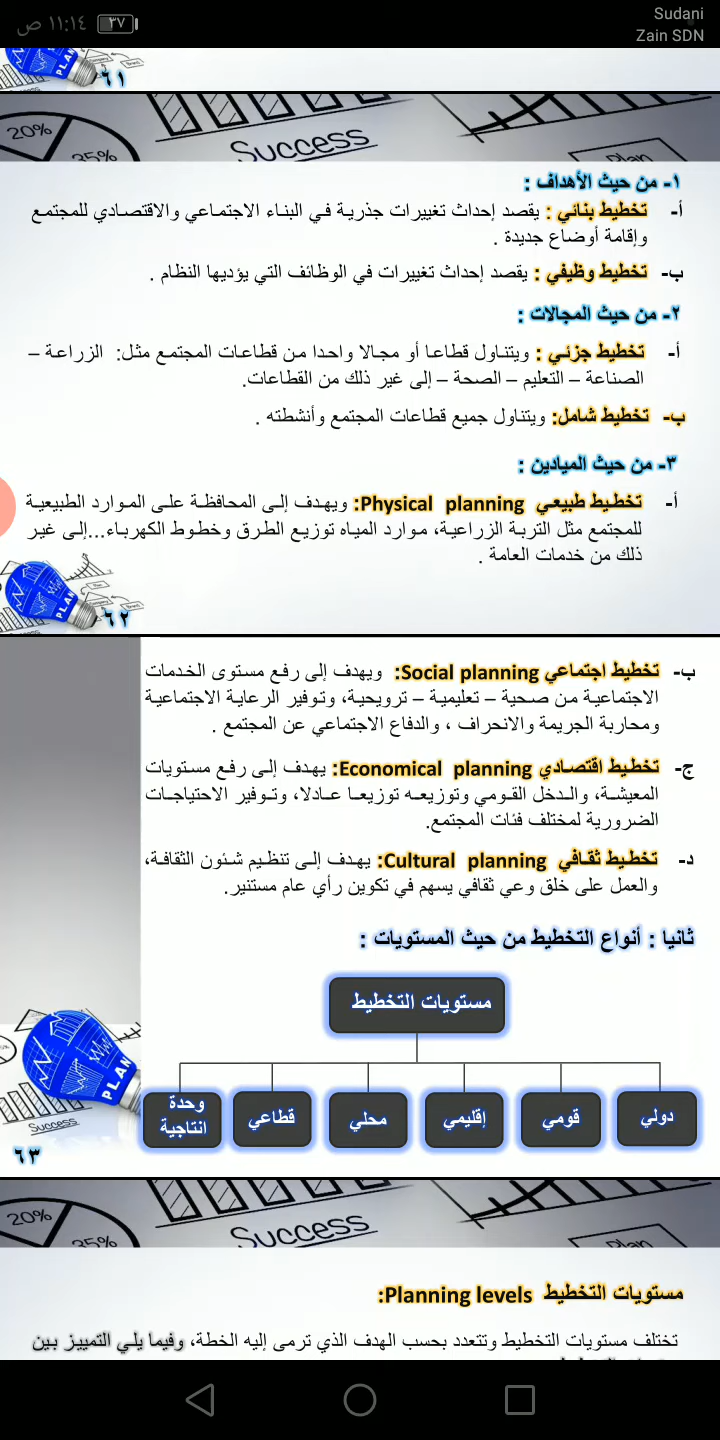 Sudani
Zain SDN
٣٧ ١١:١٤ ص
PLAN
٦١
20%
35%
Success
Plan
١- من حيث الأهداف :
أ- تخطيط بنائي : يقصد إحداث تغييرات جذرية في البناء الاجتماعي والاقتصادي للمجتمع
وإقامة أوضاع جديدة .
ب- تخطيط وظيفي : يقصد إحداث تغييرات في الوظائف التي يؤديها النظام .
٢- من حيث المجالات :
أ- تخطيط جزئي : ويتناول قطاعا أو مجالا واحدا من قطاعات المجتمع مثل: الزراعة –
الصناعة – التعليم – الصحة – إلى غير ذلك من القطاعات.
ب- تخطيط شامل: ويتناول جميع قطاعات المجتمع وأنشطته .
٣- من حيث الميادين :
أ- تخطيط طبيعي Physical planning: ويهدف إلى المحافظة على الموارد الطبيعية
للمجتمع مثل التربة الزراعية، موارد المياه توزيع الطرق وخطوط الكهرباء...إلى غير
ذلك من خدمات العامة .
PLAN
٦٢
ب- تخطيط اجتماعي Social planning: ويهدف إلى رفع مستوى الخدمات
الاجتماعية من صحية – تعليمية – ترويحية، وتوفير الرعاية الاجتماعية
ومحاربة الجريمة والانحراف ، والدفاع الاجتماعي عن المجتمع .
ج- تخطيط اقتصادي Economical planning: يهدف إلى رفع مستويات
المعيشة، والدخل القومي وتوزيعه توزيعا عادلا، وتوفير الاحتياجات
الضرورية لمختلف فئات المجتمع.
د- تخطيط ثقافي Cultural planning: يهدف إلى تنظيم شئون الثقافة،
والعمل على خلق وعي ثقافي يسهم في تكوين رأي عام مستنير.
ثانيا : أنواع التخطيط من حيث المستويات :
مستويات التخطيط
دولي
قومي
إقليمي
محلي
قطاعي
وحدة
انتاجية
PLAN
Success
٦٣
20%
35%
Success
Plan
مستويات التخطيط Planning levels:
تختلف مستويات التخطيط وتتعدد بحسب الهدف الذي ترمى إليه الخطة، وفيما يلي التمييز بين